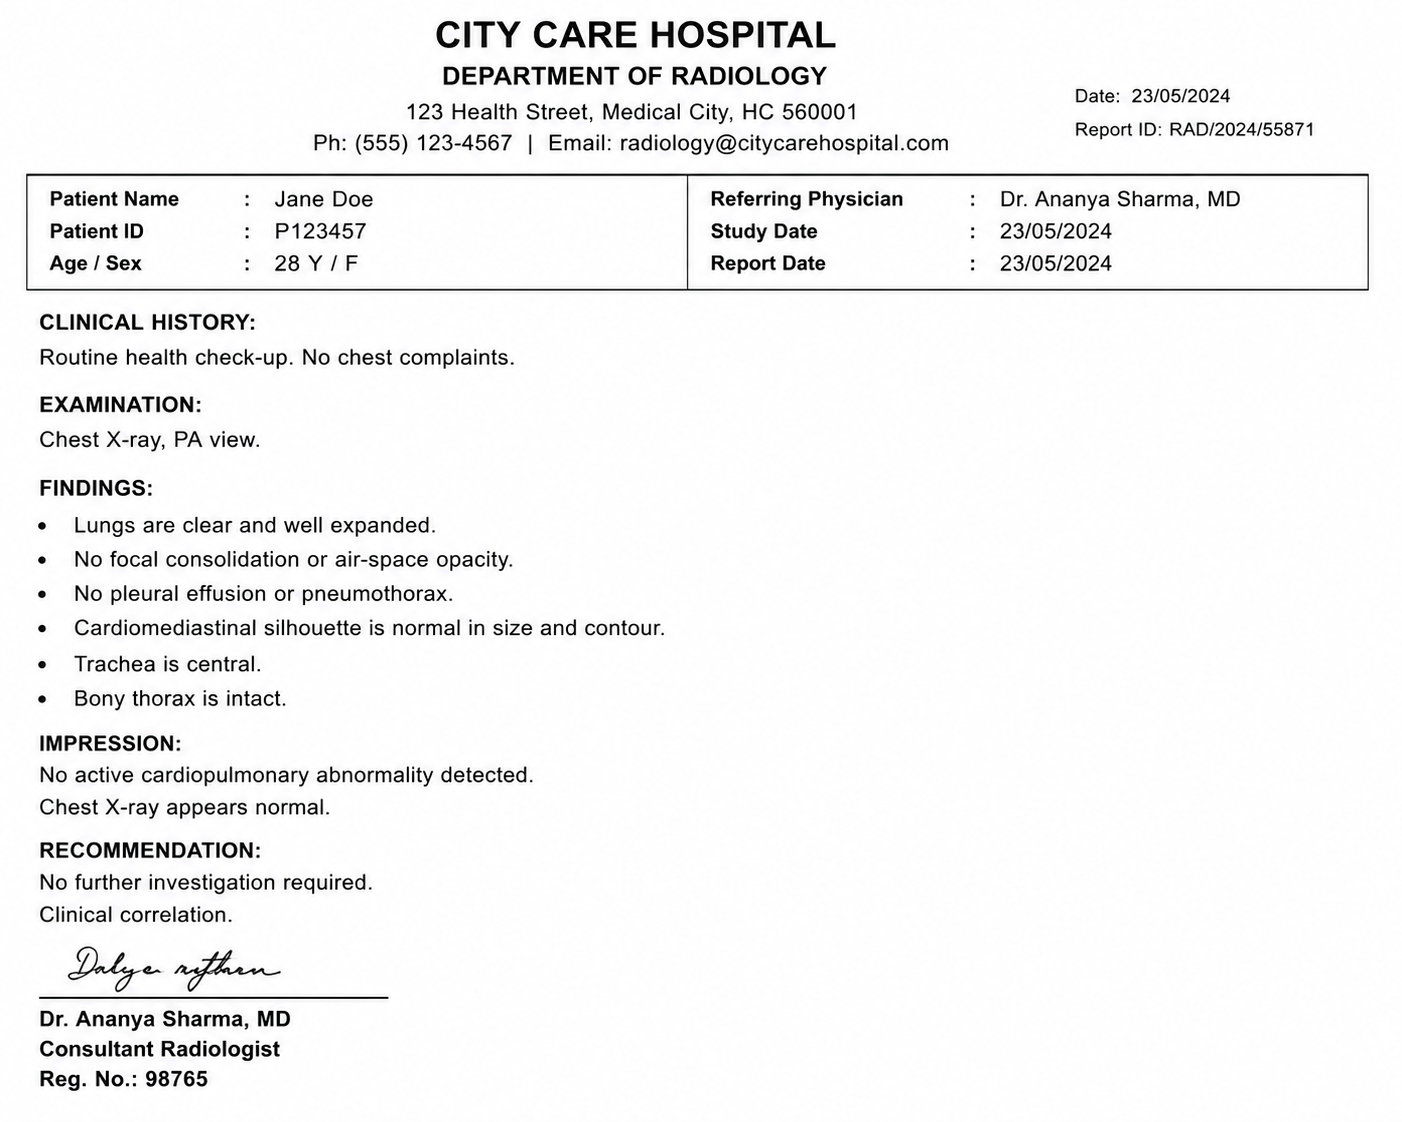 CITY CARE HOSPITAL
DEPARTMENT OF RADIOLOGY
123 Health Street, Medical City, HC 560001
Ph: (555) 123-4567 | Email: radiology@citycarehospital.com
Date: 23/05/2024
Report ID: RAD/2024/55871
Patient Name : Jane Doe
Patient ID : P123457
Age / Sex : 28 Y / F
Referring Physician : Dr. Ananya Sharma, MD
Study Date : 23/05/2024
Report Date : 23/05/2024
CLINICAL HISTORY:
Routine health check-up. No chest complaints.
EXAMINATION:
Chest X-ray, PA view.
FINDINGS:
• Lungs are clear and well expanded.
• No focal consolidation or air-space opacity.
• No pleural effusion or pneumothorax.
• Cardiomediastinal silhouette is normal in size and contour.
• Trachea is central.
• Bony thorax is intact.
IMPRESSION:
No active cardiopulmonary abnormality detected.
Chest X-ray appears normal.
RECOMMENDATION:
No further investigation required.
Clinical correlation.
Dr. Ananya Sharma, MD
Consultant Radiologist
Reg. No.: 98765